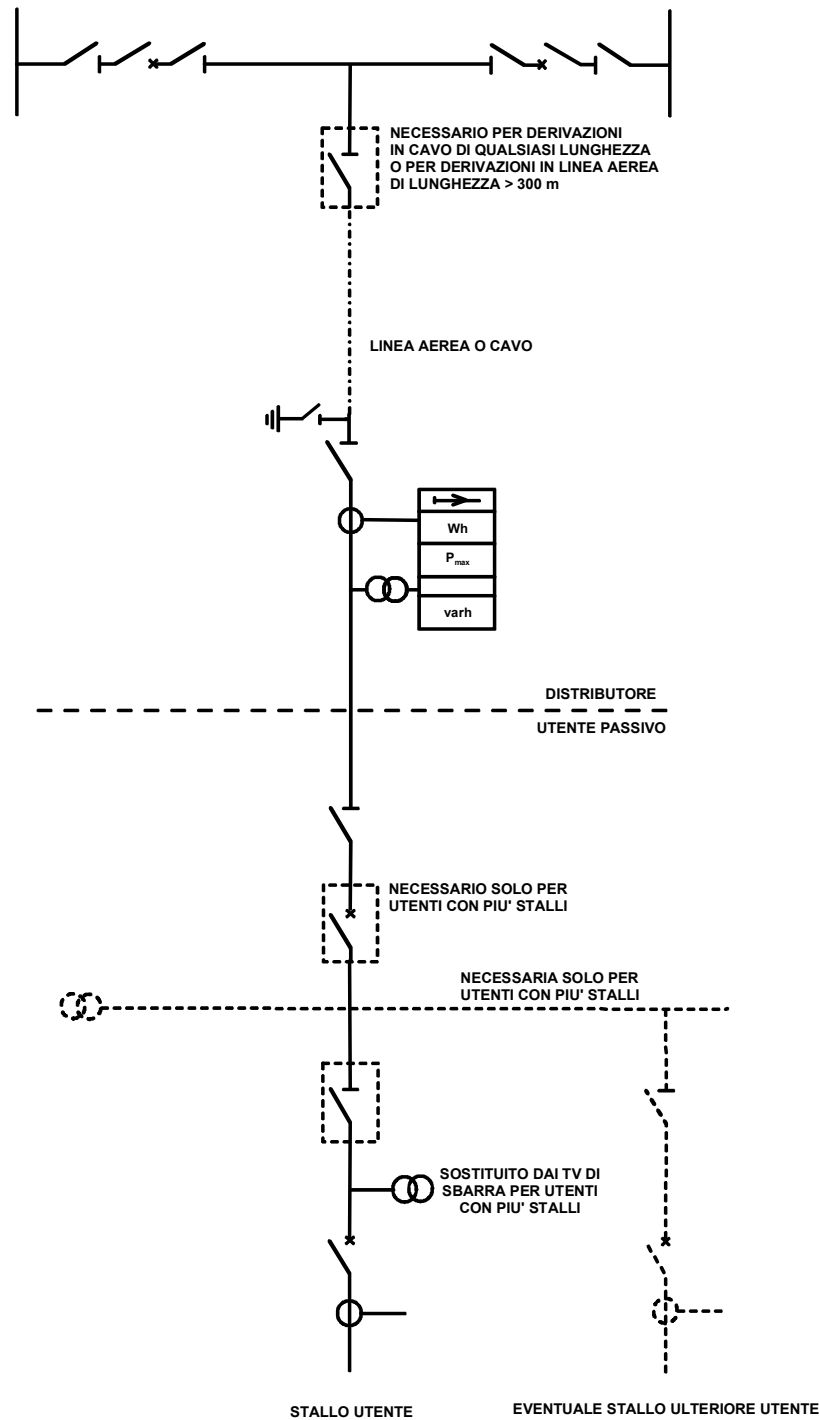 NECESSARIO PER DERIVAZIONI
IN CAVO DI QUALSIASI LUNGHEZZA
O PER DERIVAZIONI IN LINEA AEREA
DI LUNGHEZZA > 300 m
LINEA AEREA O CAVO
Wh
Pmax
varh
DISTRIBUTORE
UTENTE PASSIVO
NECESSARIO SOLO PER
UTENTI CON PIU' STALLI
NECESSARIA SOLO PER
UTENTI CON PIU' STALLI
SOSTITUITO DAI TV DI
SBARRA PER UTENTI
CON PIU' STALLI
STALLO UTENTE
EVENTUALE STALLO ULTERIORE UTENTE